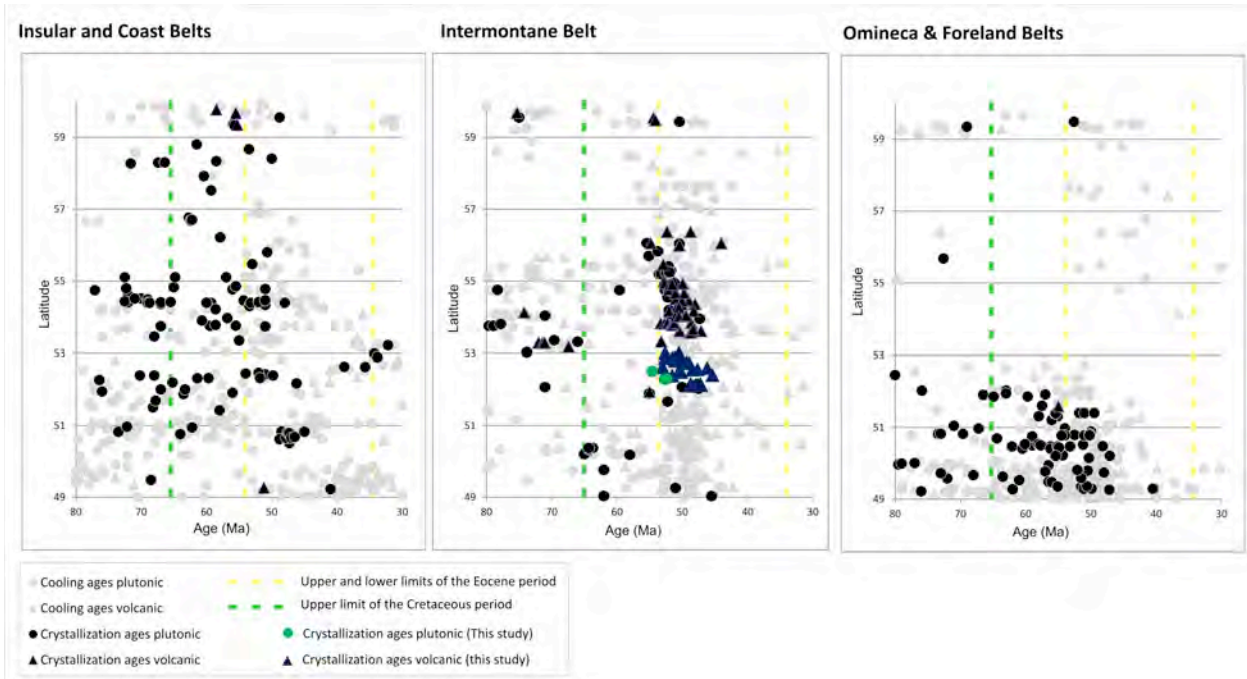 Insular and Coast Belts
Intermontane Belt
Omineca & Foreland Belts
Latitude
59
57
55
53
51
49
80
70
60
50
40
30
Age (Ma)
Latitude
59
57
55
53
51
49
80
70
60
50
40
30
Age (Ma)
Latitude
59
57
55
53
51
49
80
70
60
50
40
30
Age (Ma)
Cooling ages plutonic
Cooling ages volcanic
Crystallization ages plutonic
Crystallization ages volcanic
Upper and lower limits of the Eocene period
Upper limit of the Cretaceous period
Crystallization ages plutonic (This study)
Crystallization ages volcanic (this study)